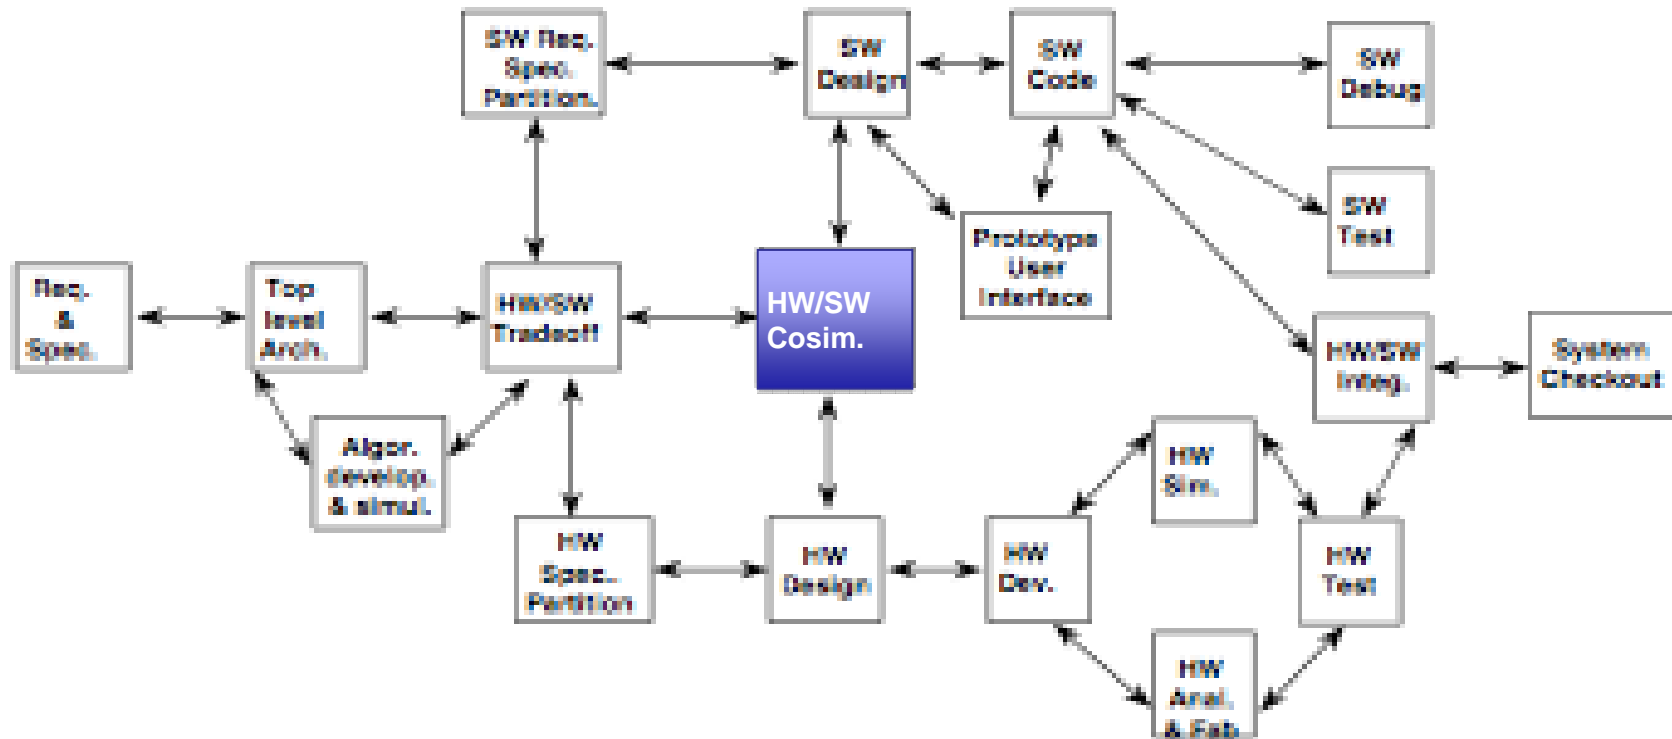 SW Req.
Spec.
Partition.
SW
Design
SW
Code
SW
Debug
SW
Test
Prototype
User
Interface
Req.
&
Spec.
Top
level
Arch.
HW/SW
Tradeoff
HW/SW
Cosim.
HW/SW
Integ.
System
Checkout
Algor.
develop.
& simul.
HW
Sim.
HW
Spec..
Partition
HW
Design
HW
Dev.
HW
Test
HW
Anal.
& Fab